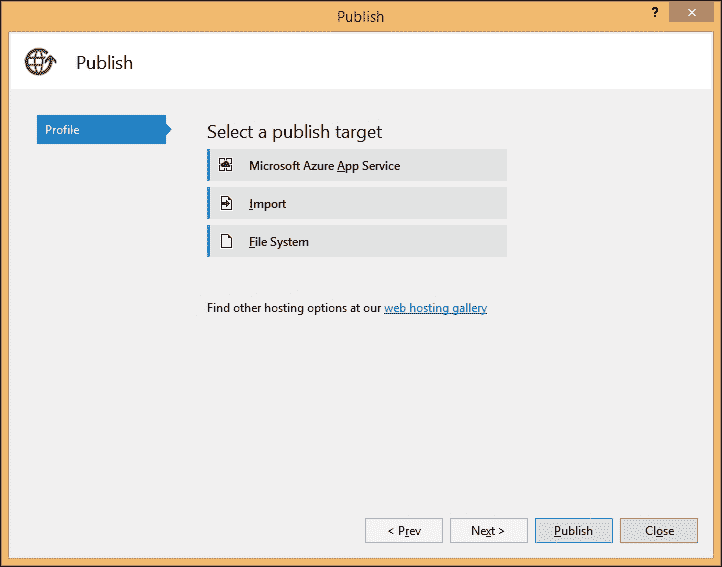 Publish
?
Publish
Profile
Select a publish target
Microsoft Azure App Service
Import
File System
Find other hosting options at our web hosting gallery
< Prev
Next >
Publish
Close